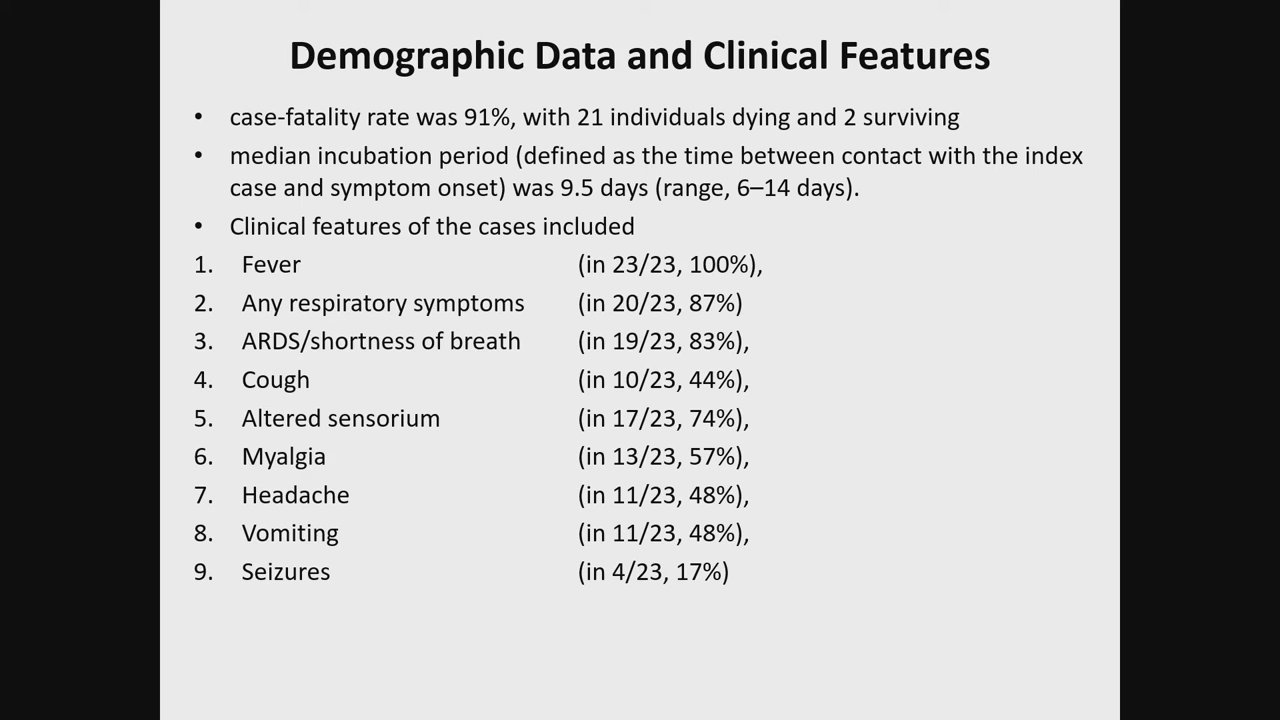 Demographic Data and Clinical Features
• case-fatality rate was 91%, with 21 individuals dying and 2 surviving
• median incubation period (defined as the time between contact with the index
case and symptom onset) was 9.5 days (range, 6–14 days).
• Clinical features of the cases included
1. Fever (in 23/23, 100%),
2. Any respiratory symptoms (in 20/23, 87%)
3. ARDS/shortness of breath (in 19/23, 83%),
4. Cough (in 10/23, 44%),
5. Altered sensorium (in 17/23, 74%),
6. Myalgia (in 13/23, 57%),
7. Headache (in 11/23, 48%),
8. Vomiting (in 11/23, 48%),
9. Seizures (in 4/23, 17%)